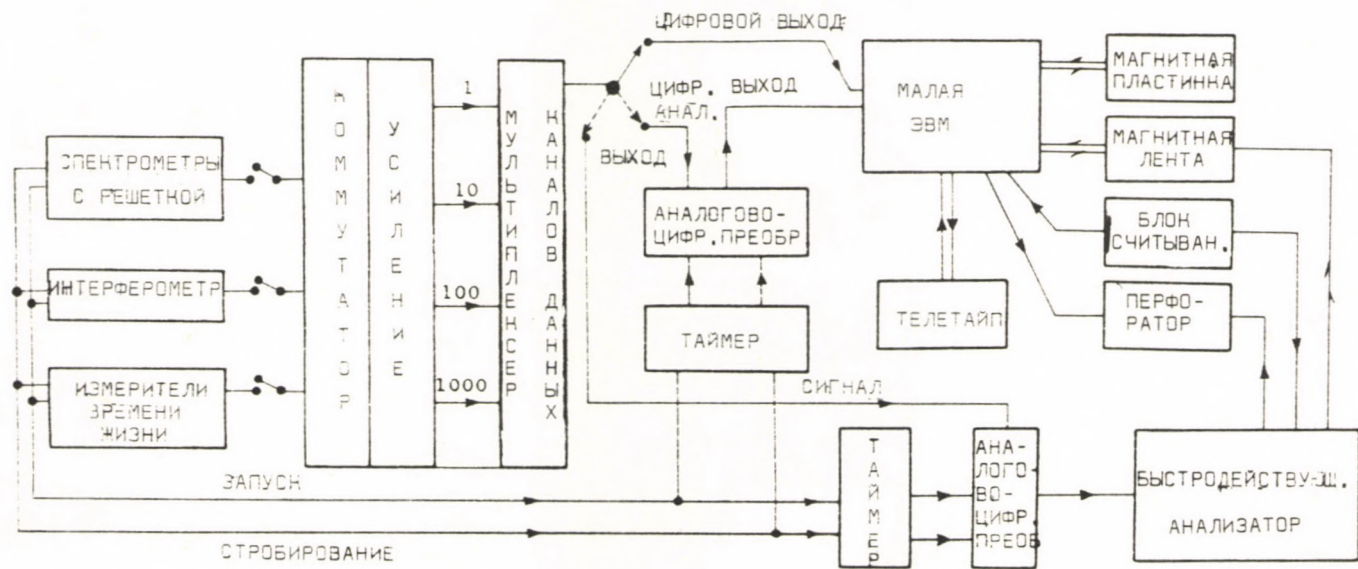 ЦИФРОВОЙ ВЫХОД
ЦИФР. ВЫХОД
АНАЛ.
ВЫХОД
СПЕКТРОМЕТРЫ
С РЕШЕТКОЙ
ИНТЕРФЕРОМЕТР
ИЗМЕРИТЕЛИ
ВРЕМЕНИ
ЖИЗНИ
КОММУТАТОР
УСИЛЕНИЕ
1
10
100
1000
МУЛЬТИПЛЕКСЕР
КАНАЛОВ ДАННЫХ
АНАЛОГОВО-
ЦИФР. ПРЕОБР
ТАЙМЕР
МАЛАЯ
ЭВМ
ТЕЛЕТАЙП
МАГНИТНАЯ
ПЛАСТИНКА
МАГНИТНАЯ
ЛЕНТА
БЛОК
СЧИТЫВАН.
ПЕРФО-
РАТОР
СИГНАЛ
ЗАПУСК
СТРОБИРОВАНИЕ
ТАЙМЕР
АНА-
ЛОГО-
ВО-
ЦИФР.
ПРЕОБ
БЫСТРОДЕЙСТВУЮЩ.
АНАЛИЗАТОР